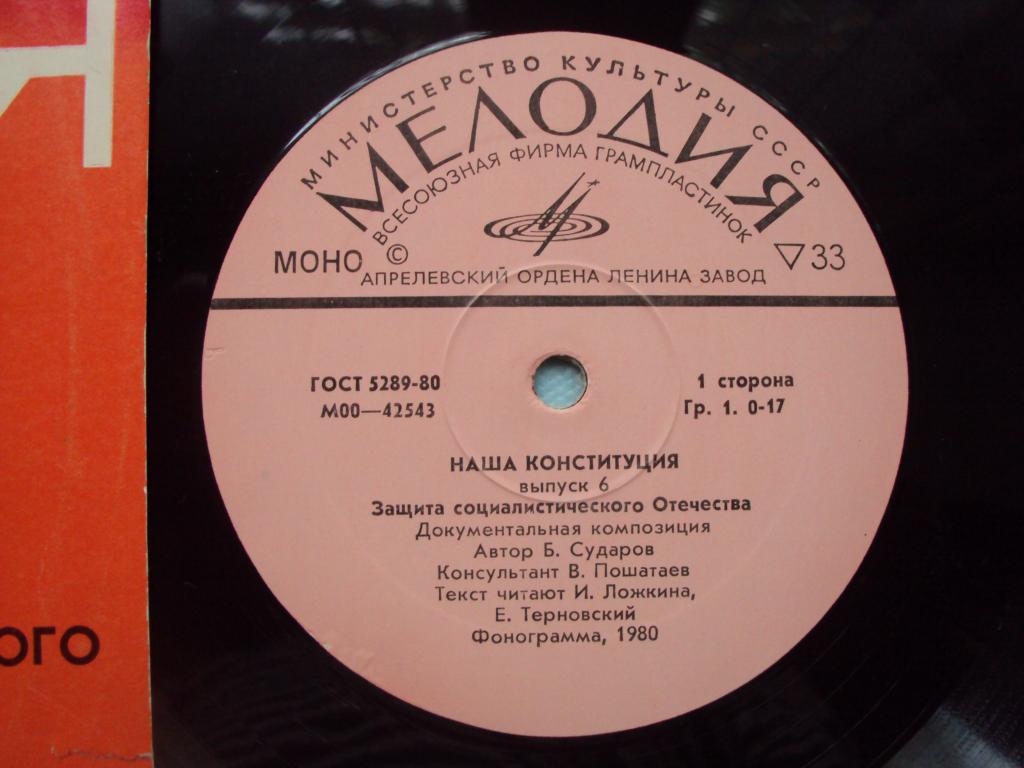 МИНИСТЕРСТВО КУЛЬТУРЫ СССР
МЕЛОДИЯ
ВСЕСОЮЗНАЯ ФИРМА ГРАМПЛАСТИНОК
МОНО © ▽ 33
АПРЕЛЕВСКИЙ ОРДЕНА ЛЕНИНА ЗАВОД
ГОСТ 5289-80 1 сторона
М00—42543 Гр. 1. 0-17
НАША КОНСТИТУЦИЯ
выпуск 6
Защита социалистического Отечества
Документальная композиция
Автор Б. Сударов
Консультант В. Пошатаев
Текст читают И. Ложкина,
Е. Терновский
Фонограмма, 1980
ОГО